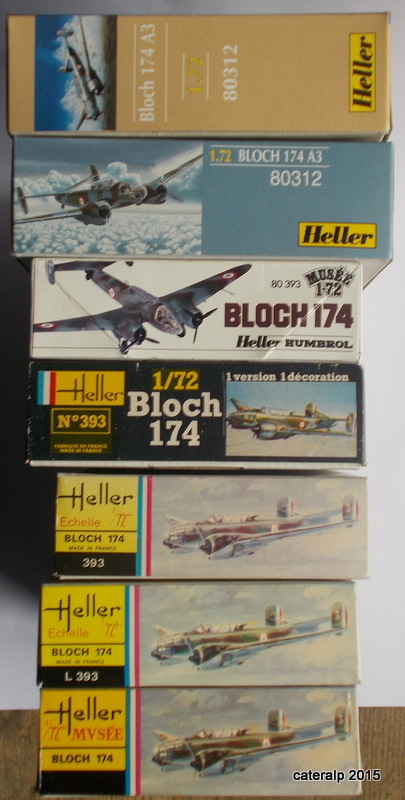 Bloch 174 A3
1.72
80312
Heller
1.72 BLOCH 174 A3
80312
Heller
80 393
MUSÉE
1·72
BLOCH 174
Heller HUMBROL
Heller
N°393
FABRIQUÉ EN FRANCE
MADE IN FRANCE
1/72
Bloch
174
1 version 1 décoration
Heller
Echelle 1/72
BLOCH 174
MADE IN FRANCE
393
Heller
Echelle 1/72
BLOCH 174
MADE IN FRANCE
L 393
Heller
1/72 MVSÉE
BLOCH 174
cateralp 2015